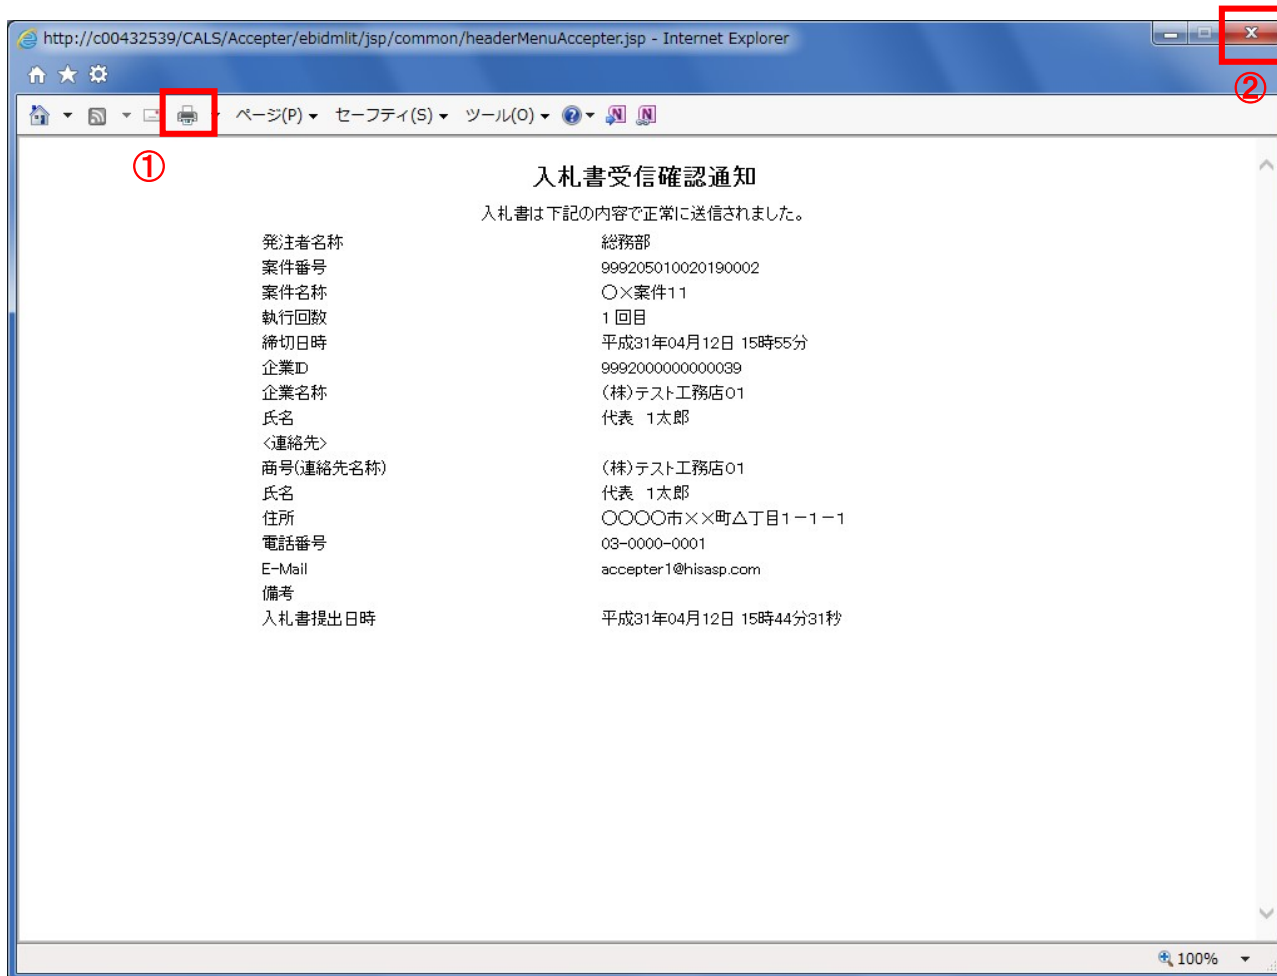 http://c00432539/CALS/Accepter/ebidmlit/jsp/common/headerMenuAccepter.jsp - Internet Explorer
②
ページ(P) セーフティ(S) ツール(O)
①
入札書受信確認通知
入札書は下記の内容で正常に送信されました。
発注者名称 総務部
案件番号 999205010020190002
案件名称 〇×案件11
執行回数 1回目
締切日時 平成31年04月12日 15時55分
企業ID 9992000000000039
企業名称 (株)テスト工務店01
氏名 代表 1太郎
<連絡先>
商号(連絡先名称) (株)テスト工務店01
氏名 代表 1太郎
住所 〇〇〇〇市××町△丁目1-1-1
電話番号 03-0000-0001
E-Mail accepter1@hisasp.com
備考
入札書提出日時 平成31年04月12日 15時44分31秒
100%